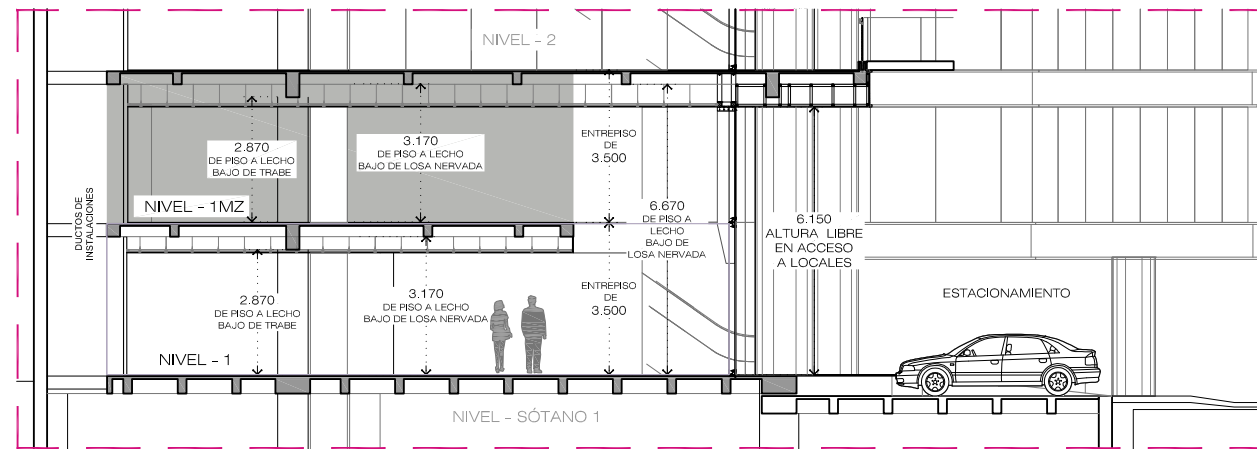 NIVEL - 2
2.870
DE PISO A LECHO
BAJO DE TRABE
3.170
DE PISO A LECHO
BAJO DE LOSA NERVADA
ENTREPISO
DE
3.500
NIVEL - 1MZ
DUCTOS DE
INSTALACIONES
6.670
DE PISO A
LECHO
BAJO DE
LOSA NERVADA
6.150
ALTURA LIBRE
EN ACCESO
A LOCALES
2.870
DE PISO A LECHO
BAJO DE TRABE
3.170
DE PISO A LECHO
BAJO DE LOSA NERVADA
ENTREPISO
DE
3.500
ESTACIONAMIENTO
NIVEL - 1
NIVEL - SÓTANO 1